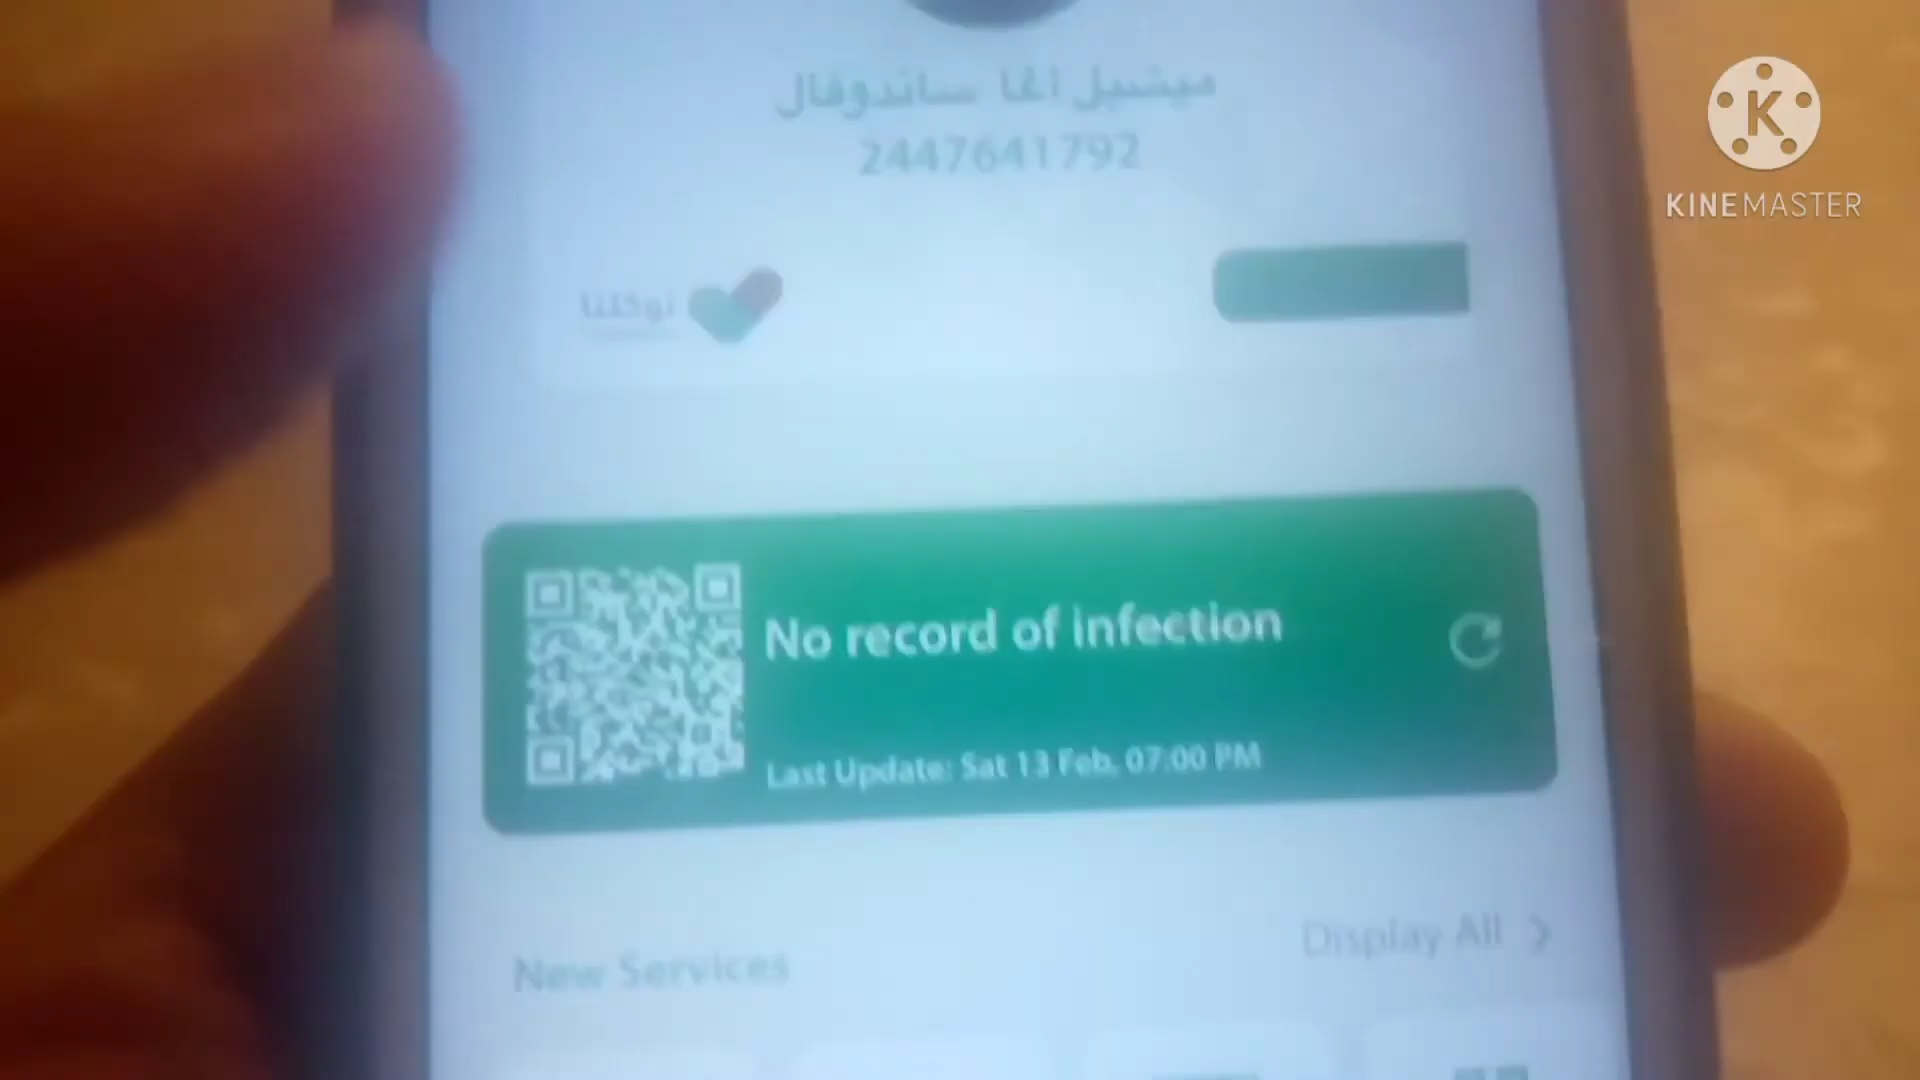 ميشيل اغا ساندوفال
2447641792
توكلنا
No record of infection
Last Update: Sat 13 Feb, 07:00 PM
New Services
Display All
K
KINEMASTER